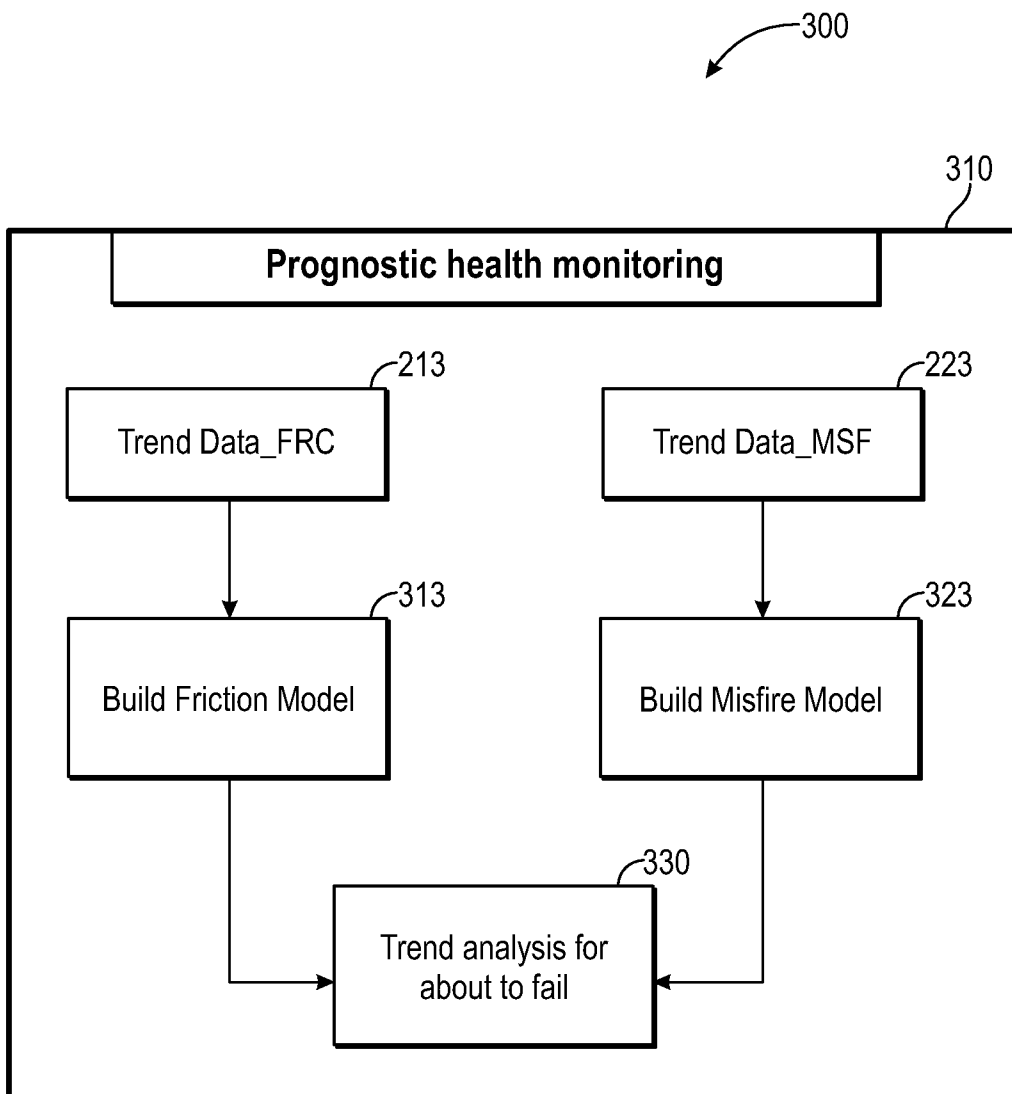 300
310
Prognostic health monitoring
213
223
Trend Data_FRC
Trend Data_MSF
313
323
Build Friction Model
Build Misfire Model
330
Trend analysis for
about to fail